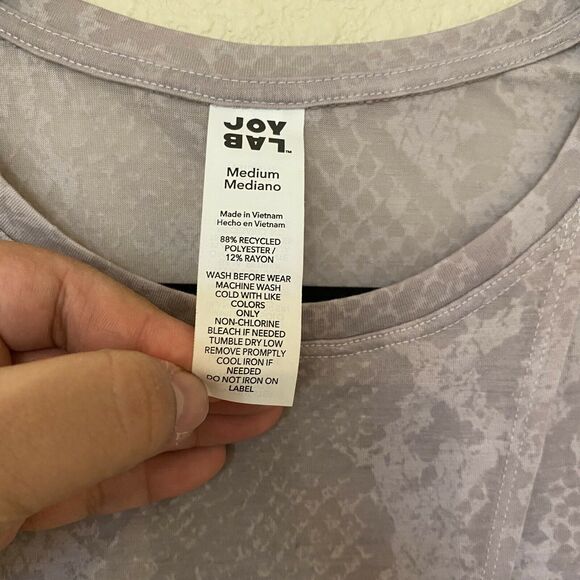 JOY
LAB™
Medium
Mediano
Made in Vietnam
Hecho en Vietnam
88% RECYCLED
POLYESTER /
12% RAYON
WASH BEFORE WEAR
MACHINE WASH
COLD WITH LIKE
COLORS
ONLY
NON-CHLORINE
BLEACH IF NEEDED
TUMBLE DRY LOW
REMOVE PROMPTLY
COOL IRON IF
NEEDED
DO NOT IRON ON
LABEL